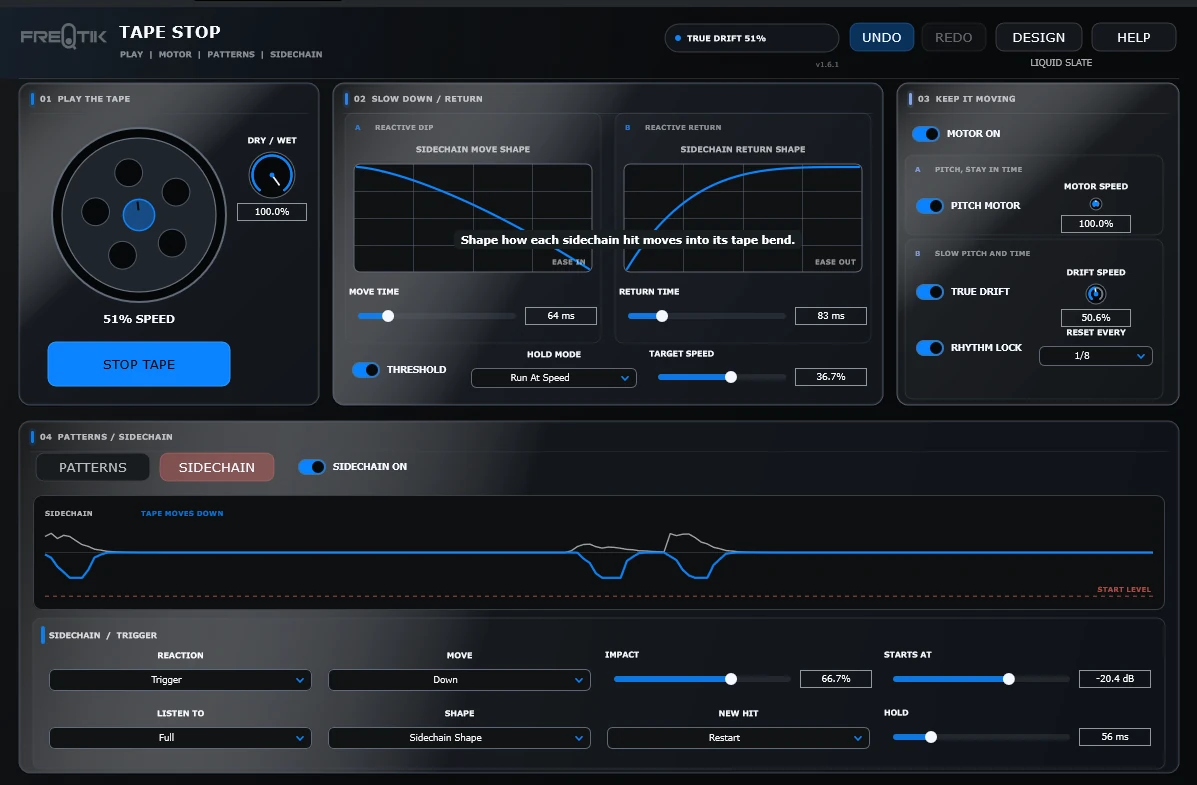 FREQTIK
TAPE STOP
PLAY | MOTOR | PATTERNS | SIDECHAIN
TRUE DRIFT 51%
v1.6.1
UNDO
REDO
DESIGN
HELP
LIQUID SLATE
01 PLAY THE TAPE
DRY / WET
100.0%
51% SPEED
STOP TAPE
02 SLOW DOWN / RETURN
A REACTIVE DIP
SIDECHAIN MOVE SHAPE
EASE IN
B REACTIVE RETURN
SIDECHAIN RETURN SHAPE
EASE OUT
Shape how each sidechain hit moves into its tape bend.
MOVE TIME
64 ms
RETURN TIME
83 ms
THRESHOLD
HOLD MODE
Run At Speed
TARGET SPEED
36.7%
03 KEEP IT MOVING
MOTOR ON
A PITCH, STAY IN TIME
PITCH MOTOR
MOTOR SPEED
100.0%
B SLOW PITCH AND TIME
TRUE DRIFT
DRIFT SPEED
50.6%
RHYTHM LOCK
RESET EVERY
1/8
04 PATTERNS / SIDECHAIN
PATTERNS
SIDECHAIN
SIDECHAIN ON
SIDECHAIN
TAPE MOVES DOWN
START LEVEL
SIDECHAIN / TRIGGER
REACTION
Trigger
MOVE
Down
IMPACT
66.7%
STARTS AT
-20.4 dB
LISTEN TO
Full
SHAPE
Sidechain Shape
NEW HIT
Restart
HOLD
56 ms